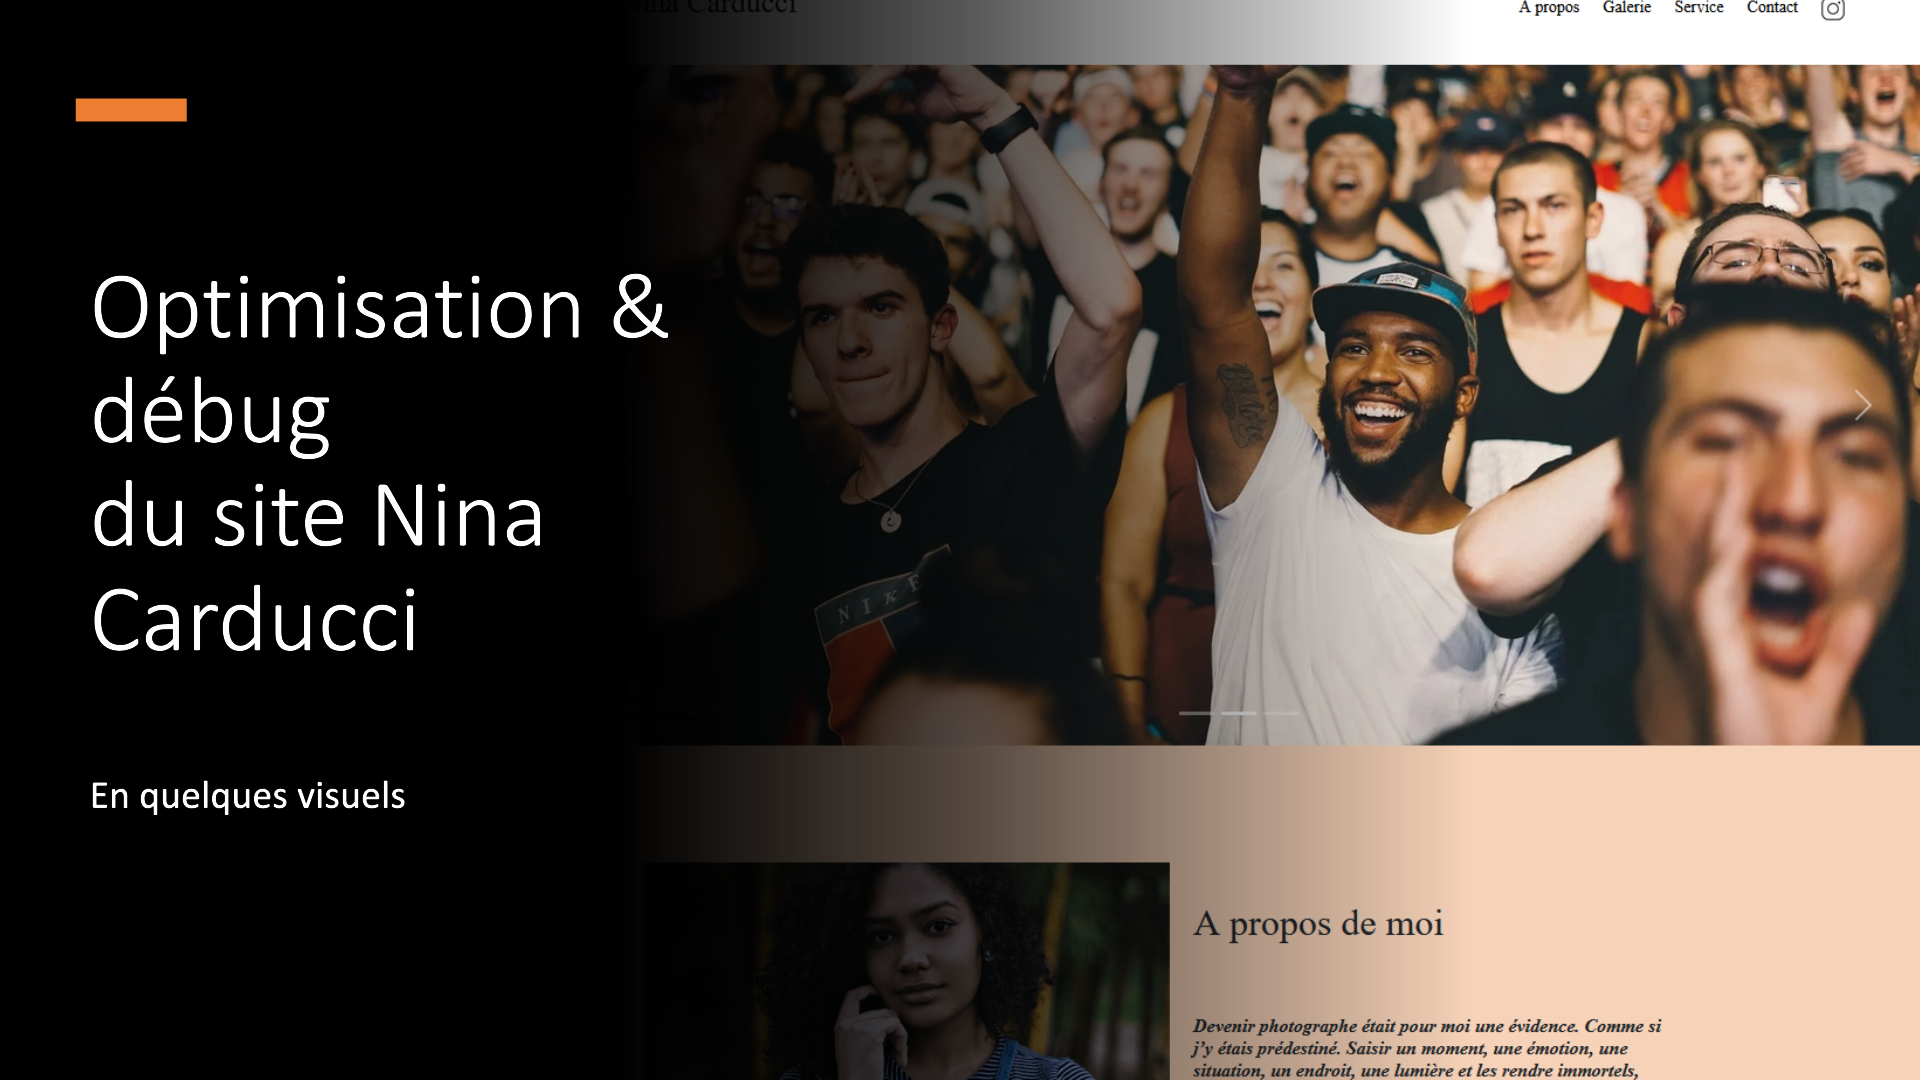 Nina Carducci
A propos Galerie Service Contact
Optimisation &
débug
du site Nina
Carducci
En quelques visuels
NIKE
A propos de moi
Devenir photographe était pour moi une évidence. Comme si
j’y étais prédestiné. Saisir un moment, une émotion, une
situation, un endroit, une lumière et les rendre immortels,